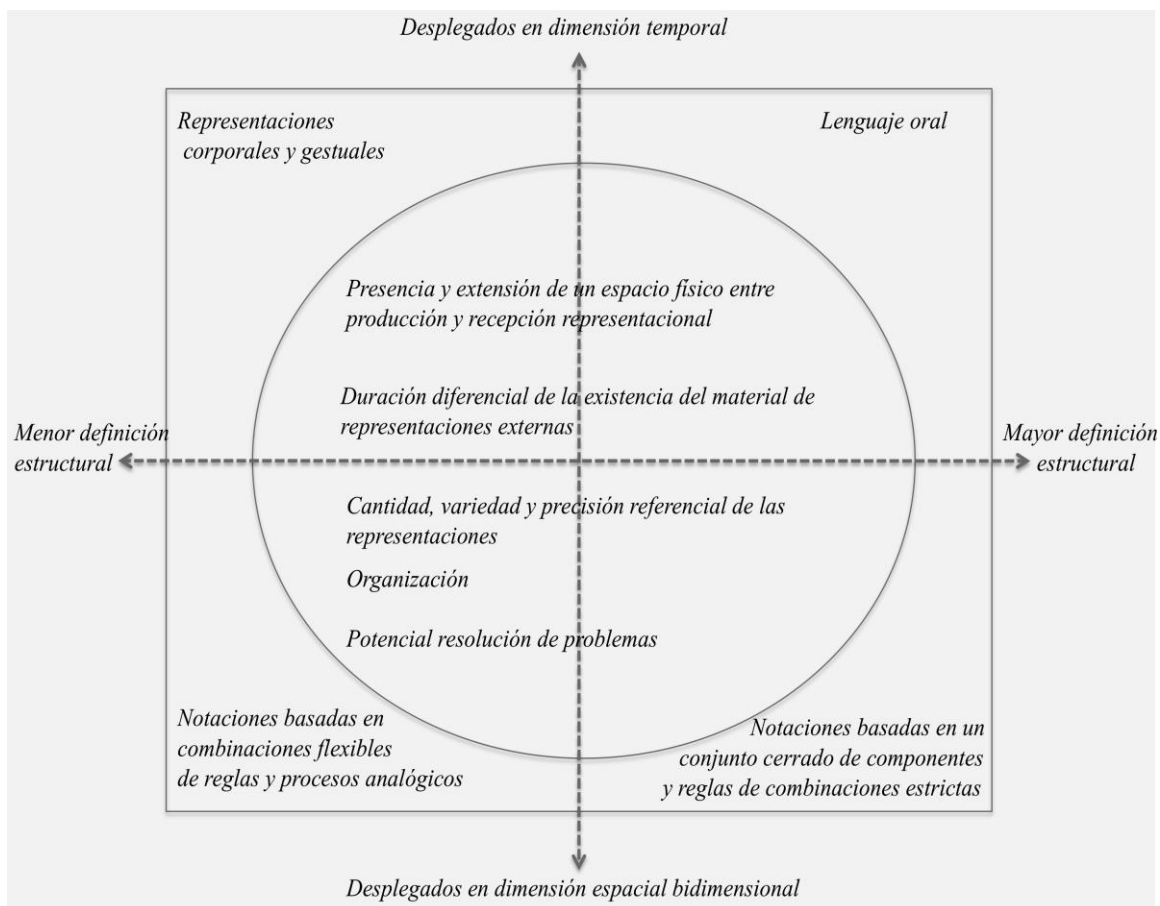 Desplegados en dimensión temporal
Representaciones
corporales y gestuales
Lenguaje oral
Presencia y extensión de un espacio físico entre
producción y recepción representacional
Duración diferencial de la existencia del material de
representaciones externas
Menor definición
estructural
Mayor definición
estructural
Cantidad, variedad y precisión referencial de las
representaciones
Organización
Potencial resolución de problemas
Notaciones basadas en
combinaciones flexibles
de reglas y procesos analógicos
Notaciones basadas en un
conjunto cerrado de componentes
y reglas de combinaciones estrictas
Desplegados en dimensión espacial bidimensional